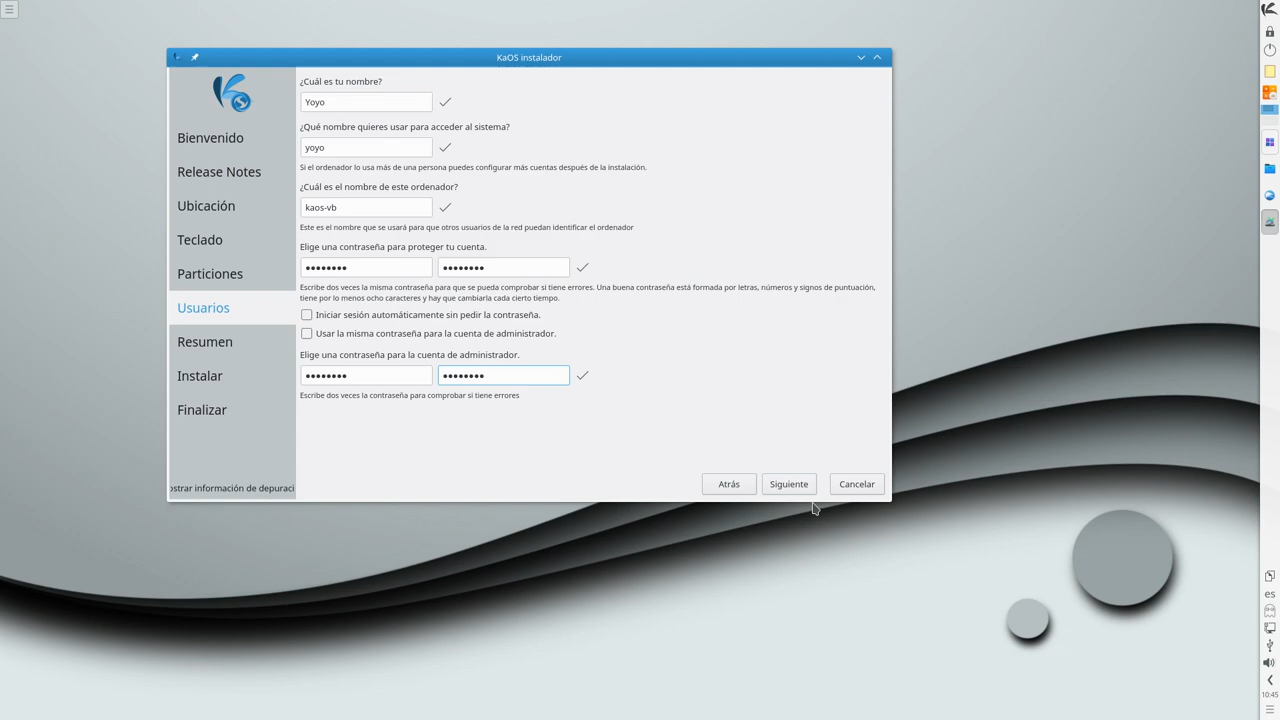 KaOS instalador
¿Cuál es tu nombre?
Yoyo
¿Qué nombre quieres usar para acceder al sistema?
yoyo
Si el ordenador lo usa más de una persona puedes configurar más cuentas después de la instalación.
¿Cuál es el nombre de este ordenador?
kaos-vb
Este es el nombre que se usará para que otros usuarios de la red puedan identificar el ordenador
Elige una contraseña para proteger tu cuenta.
•••••••• ••••••••
Escribe dos veces la misma contraseña para que se pueda comprobar si tiene errores. Una buena contraseña está formada por letras, números y signos de puntuación,
tiene por lo menos ocho caracteres y hay que cambiarla cada cierto tiempo.
Iniciar sesión automáticamente sin pedir la contraseña.
Usar la misma contraseña para la cuenta de administrador.
Elige una contraseña para la cuenta de administrador.
•••••••• ••••••••
Escribe dos veces la contraseña para comprobar si tiene errores
Bienvenido
Release Notes
Ubicación
Teclado
Particiones
Usuarios
Resumen
Instalar
Finalizar
ostrar información de depuraci
Atrás
Siguiente
Cancelar
es
10:45